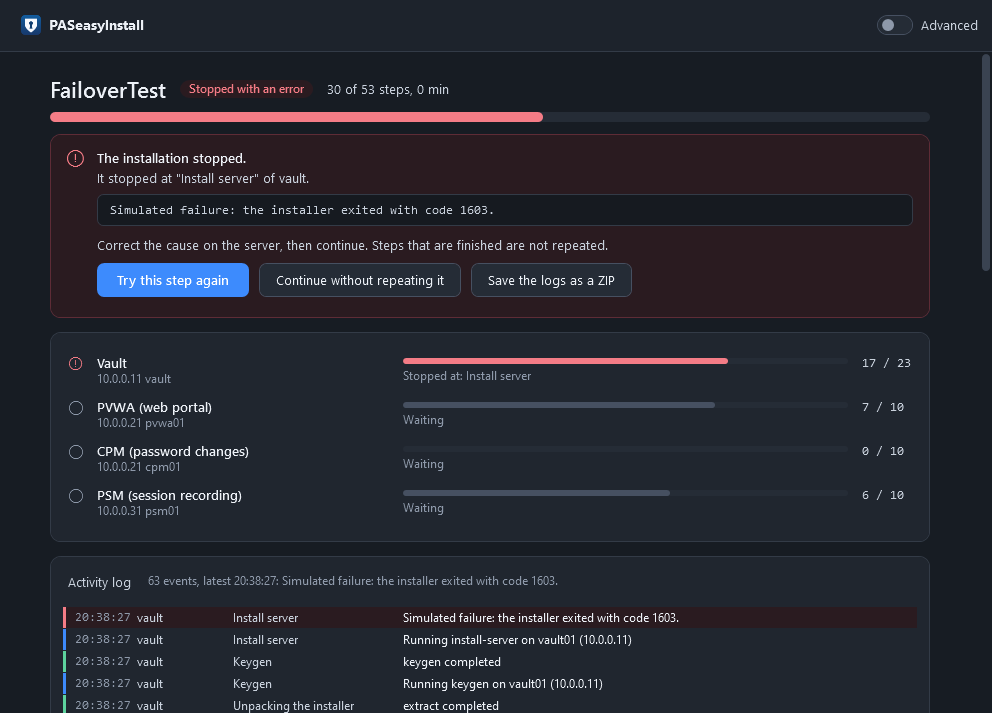 PASeasyInstall
Advanced
FailoverTest Stopped with an error 30 of 53 steps, 0 min
The installation stopped.
It stopped at "Install server" of vault.
Simulated failure: the installer exited with code 1603.
Correct the cause on the server, then continue. Steps that are finished are not repeated.
Try this step again Continue without repeating it Save the logs as a ZIP
Vault 17 / 23
10.0.0.11 vault Stopped at: Install server
PVWA (web portal) 7 / 10
10.0.0.21 pvwa01 Waiting
CPM (password changes) 0 / 10
10.0.0.21 cpm01 Waiting
PSM (session recording) 6 / 10
10.0.0.31 psm01 Waiting
Activity log 63 events, latest 20:38:27: Simulated failure: the installer exited with code 1603.
20:38:27 vault Install server Simulated failure: the installer exited with code 1603.
20:38:27 vault Install server Running install-server on vault01 (10.0.0.11)
20:38:27 vault Keygen keygen completed
20:38:27 vault Keygen Running keygen on vault01 (10.0.0.11)
20:38:27 vault Unpacking the installer extract completed